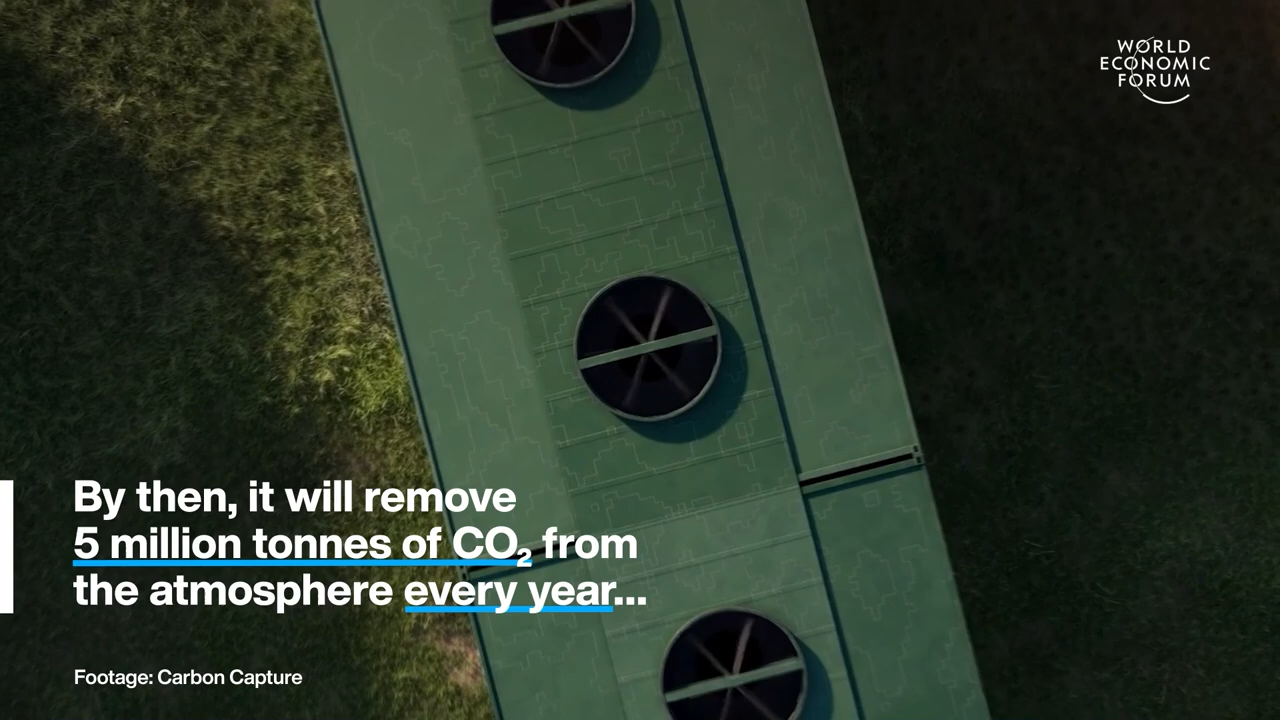 WORLD
ECONOMIC
FORUM
By then, it will remove
5 million tonnes of CO₂ from
the atmosphere every year...
Footage: Carbon Capture